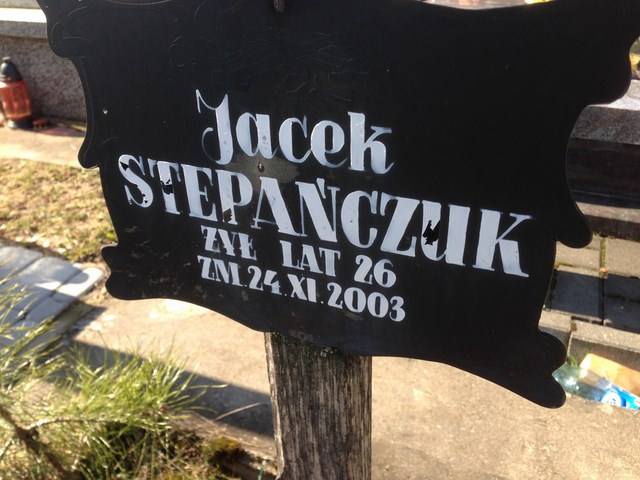 Jacek
STEPAŃCZUK
ŻYŁ LAT 26
ZM.24.XI.2003